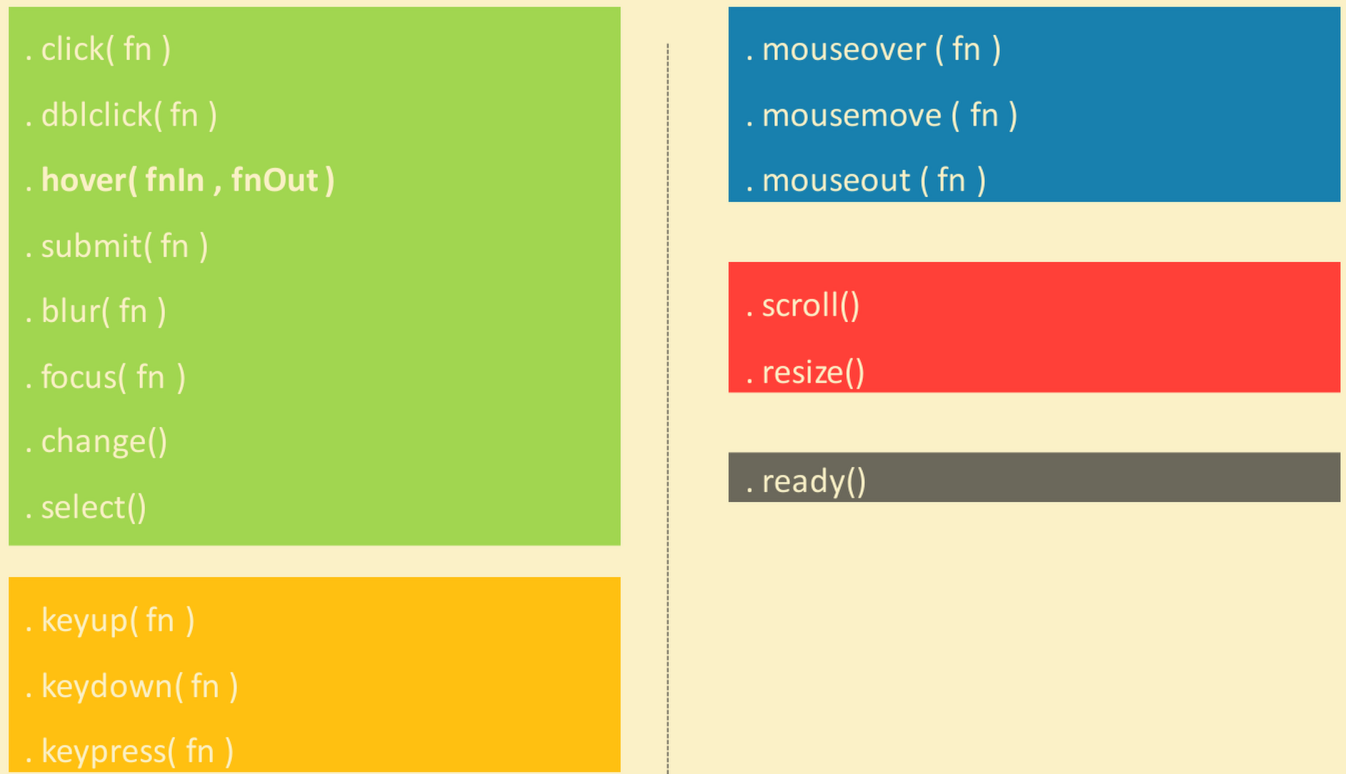 . click( fn )
. dblclick( fn )
. hover( fnIn , fnOut )
. submit( fn )
. blur( fn )
. focus( fn )
. change()
. select()
. keyup( fn )
. keydown( fn )
. keypress( fn )
. mouseover ( fn )
. mousemove ( fn )
. mouseout ( fn )
. scroll()
. resize()
. ready()